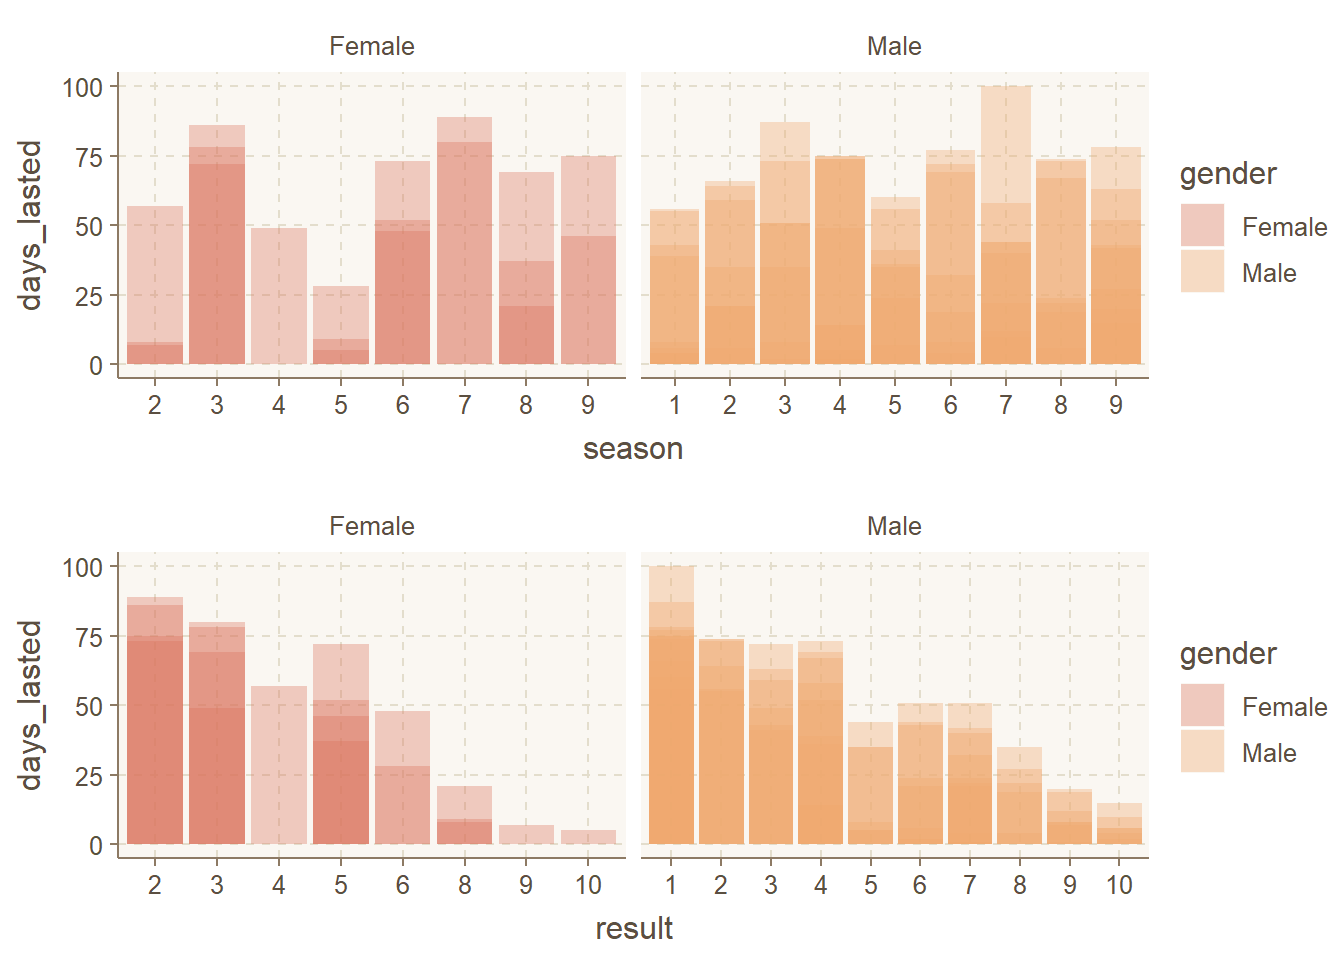 Female Male
100
75
50
25
0
days_lasted
2 3 4 5 6 7 8 9
1 2 3 4 5 6 7 8 9
season
gender
Female
Male
Female Male
100
75
50
25
0
days_lasted
2 3 4 5 6 8 9 10
1 2 3 4 5 6 7 8 9 10
result
gender
Female
Male